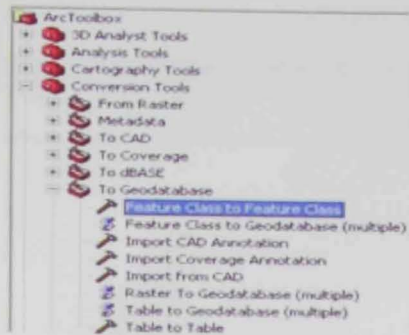 ArcToolbox
3D Analyst Tools
Analysis Tools
Cartography Tools
Conversion Tools
From Raster
Metadata
To CAD
To Coverage
To dBASE
To Geodatabase
Feature Class to Feature Class
Feature Class to Geodatabase (multiple)
Import CAD Annotation
Import Coverage Annotation
Import from CAD
Raster To Geodatabase (multiple)
Table to Geodatabase (multiple)
Table to Table